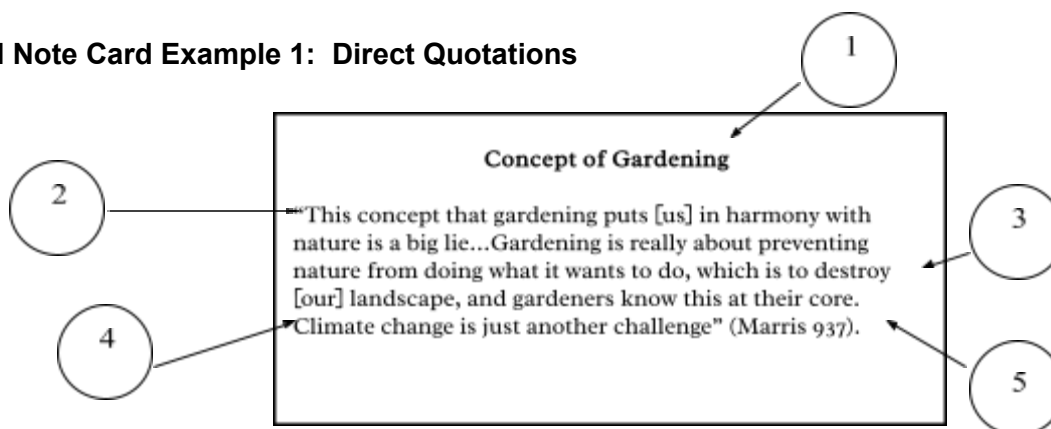 Note Card Example 1: Direct Quotations
1
Concept of Gardening
2
"This concept that gardening puts [us] in harmony with
nature is a big lie...Gardening is really about preventing
nature from doing what it wants to do, which is to destroy
[our] landscape, and gardeners know this at their core.
Climate change is just another challenge” (Marris 937).
3
4
5